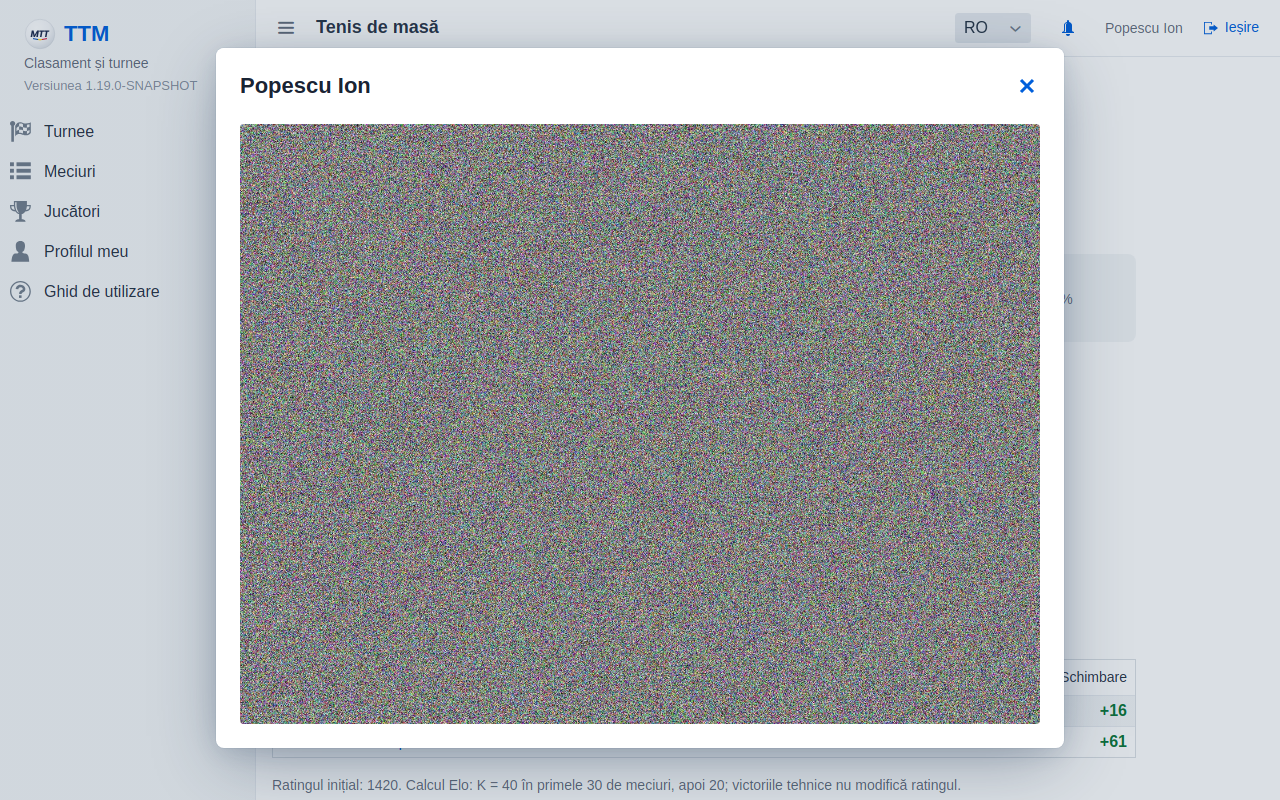 MTT TTM
Clasament și turnee
Versiunea 1.19.0-SNAPSHOT
Turnee
Meciuri
Jucători
Profilul meu
Ghid de utilizare
Tenis de masă
RO
Popescu Ion
Ieșire
Popescu Ion
%
Schimbare
+16
+61
Ratingul inițial: 1420. Calcul Elo: K = 40 în primele 30 de meciuri, apoi 20; victoriile tehnice nu modifică ratingul.